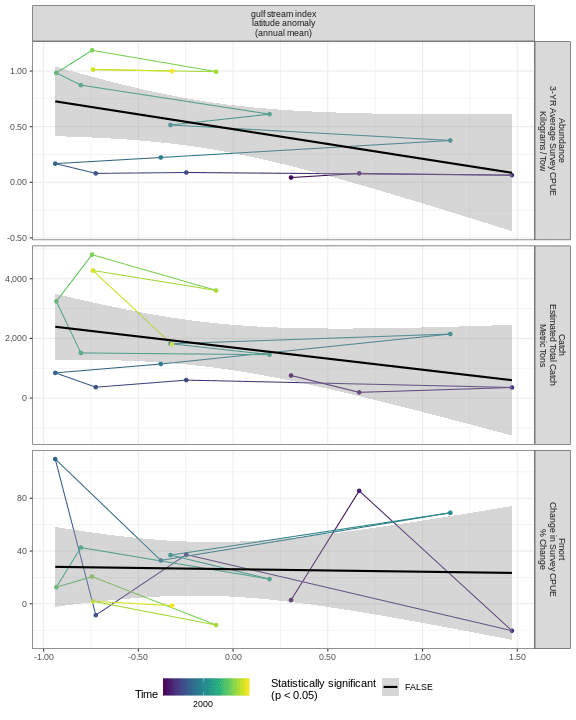 gulf stream index
latitude anomaly
(annual mean)
1.00
0.50
0.00
-0.50
Abundance
3-YR Average Survey CPUE
Kilograms / Tow
4,000
2,000
0
Catch
Estimated Total Catch
Metric Tons
80
40
0
Fmort
Change in Survey CPUE
% Change
-1.00
-0.50
0.00
0.50
1.00
1.50
Time
2000
Statistically significant
(p < 0.05)
FALSE